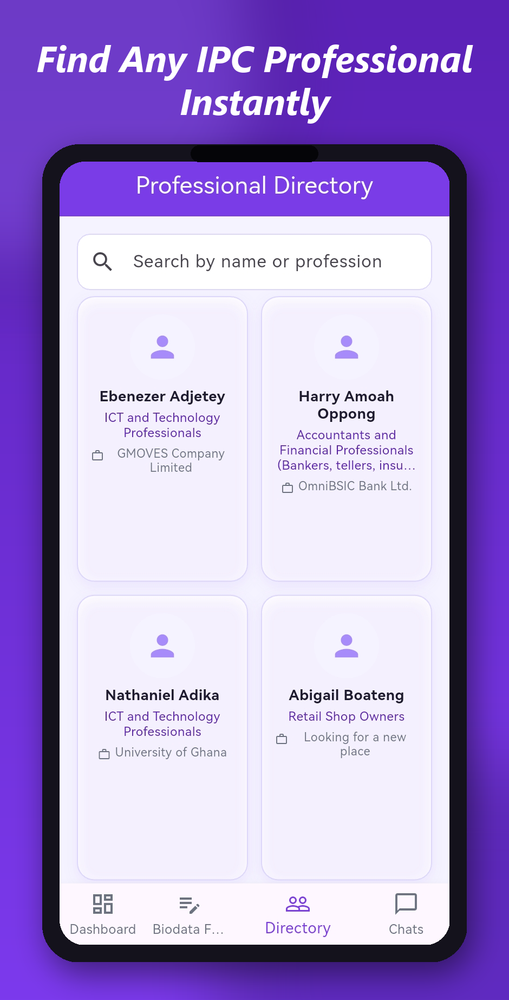 Find Any IPC Professional
Instantly
Professional Directory
Search by name or profession
Ebenezer Adjetey
ICT and Technology
Professionals
GMOVES Company
Limited
Harry Amoah
Oppong
Accountants and
Financial Professionals
(Bankers, tellers, insu...
OmniBSIC Bank Ltd.
Nathaniel Adika
ICT and Technology
Professionals
University of Ghana
Abigail Boateng
Retail Shop Owners
Looking for a new
place
Dashboard
Biodata F...
Directory
Chats